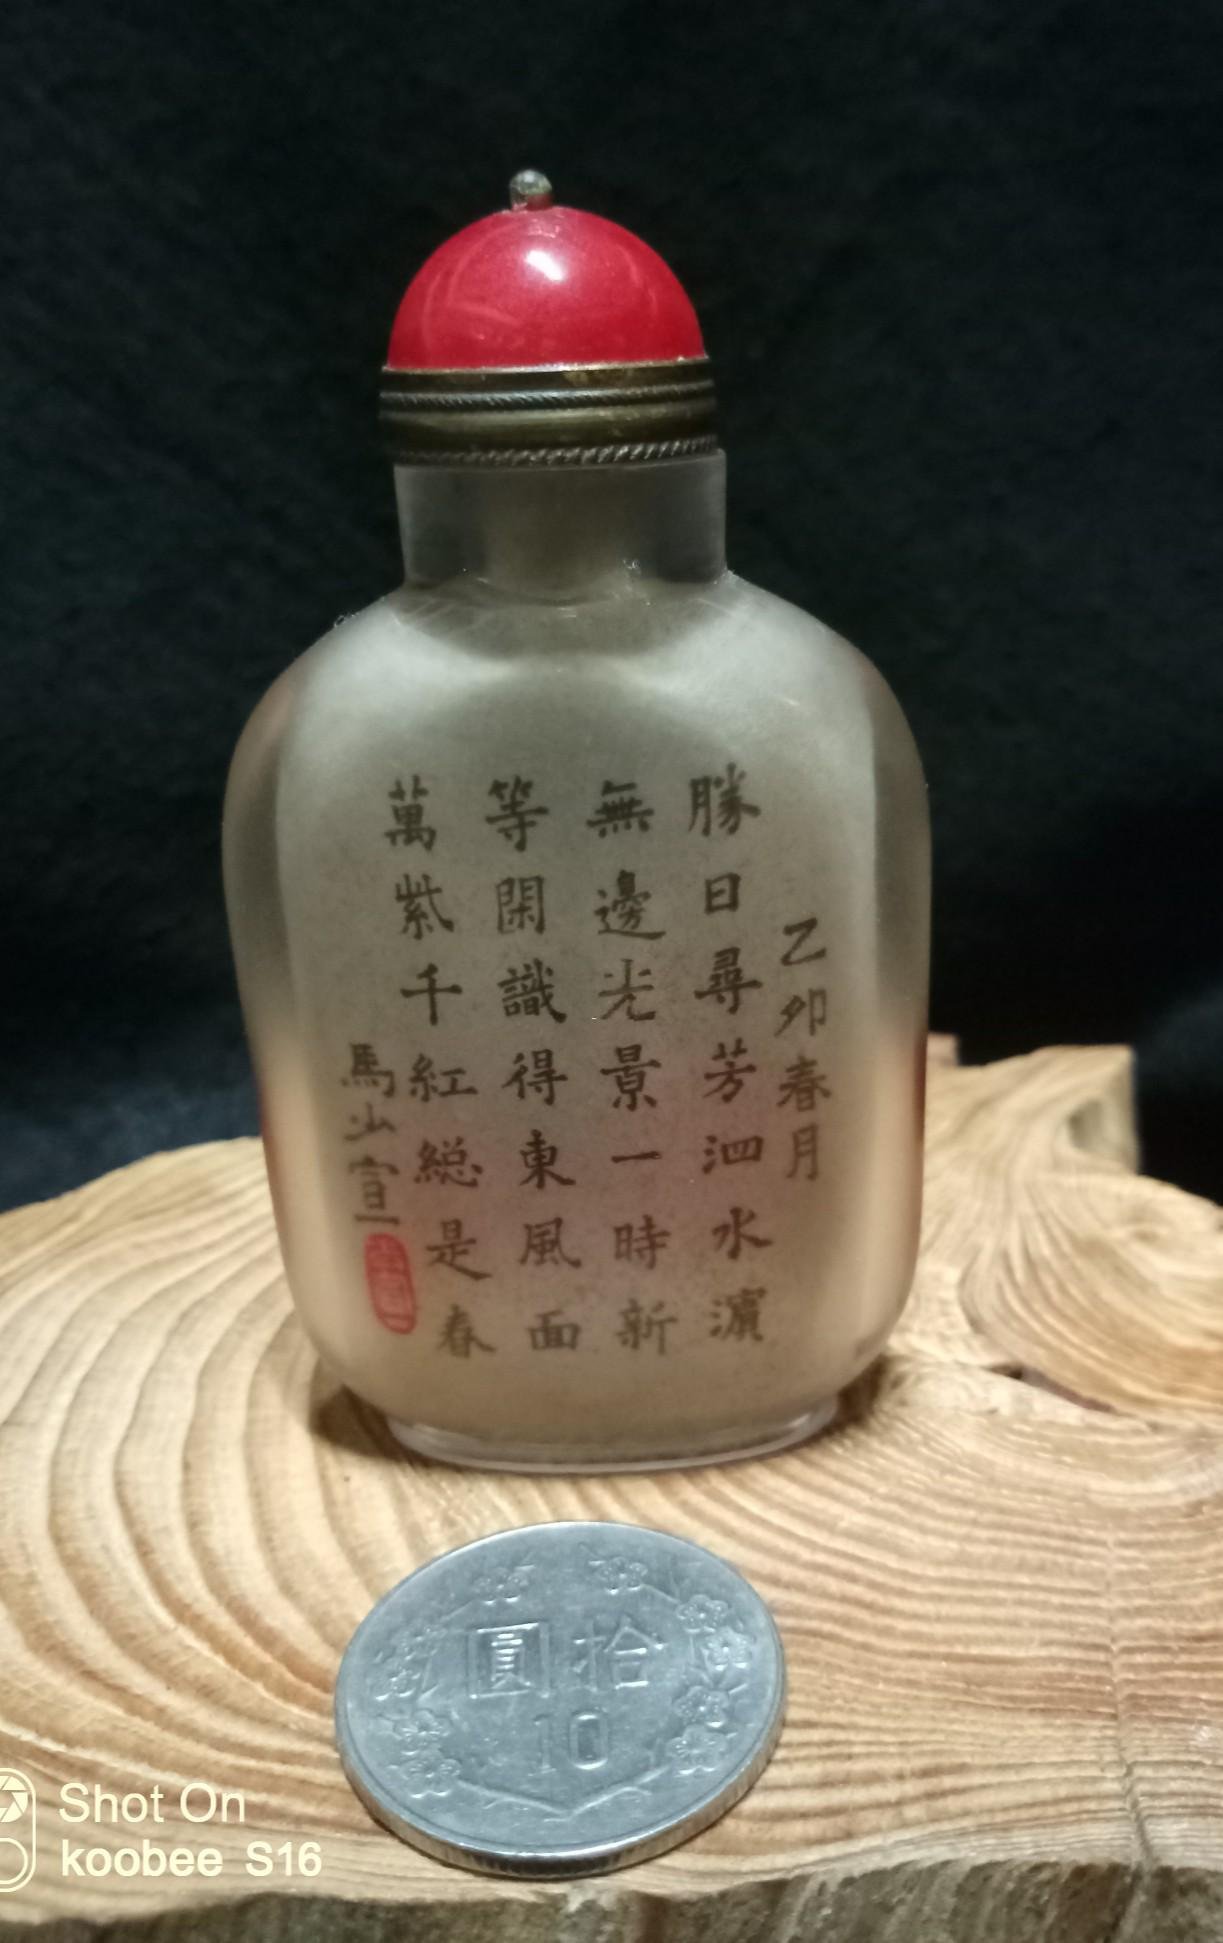 乙卯春月
勝日尋芳泗水濵
無邊光景一時新
等閑識得東風面
萬紫千紅総是春
馬少宣
圓拾
10
Shot On
koobee S16